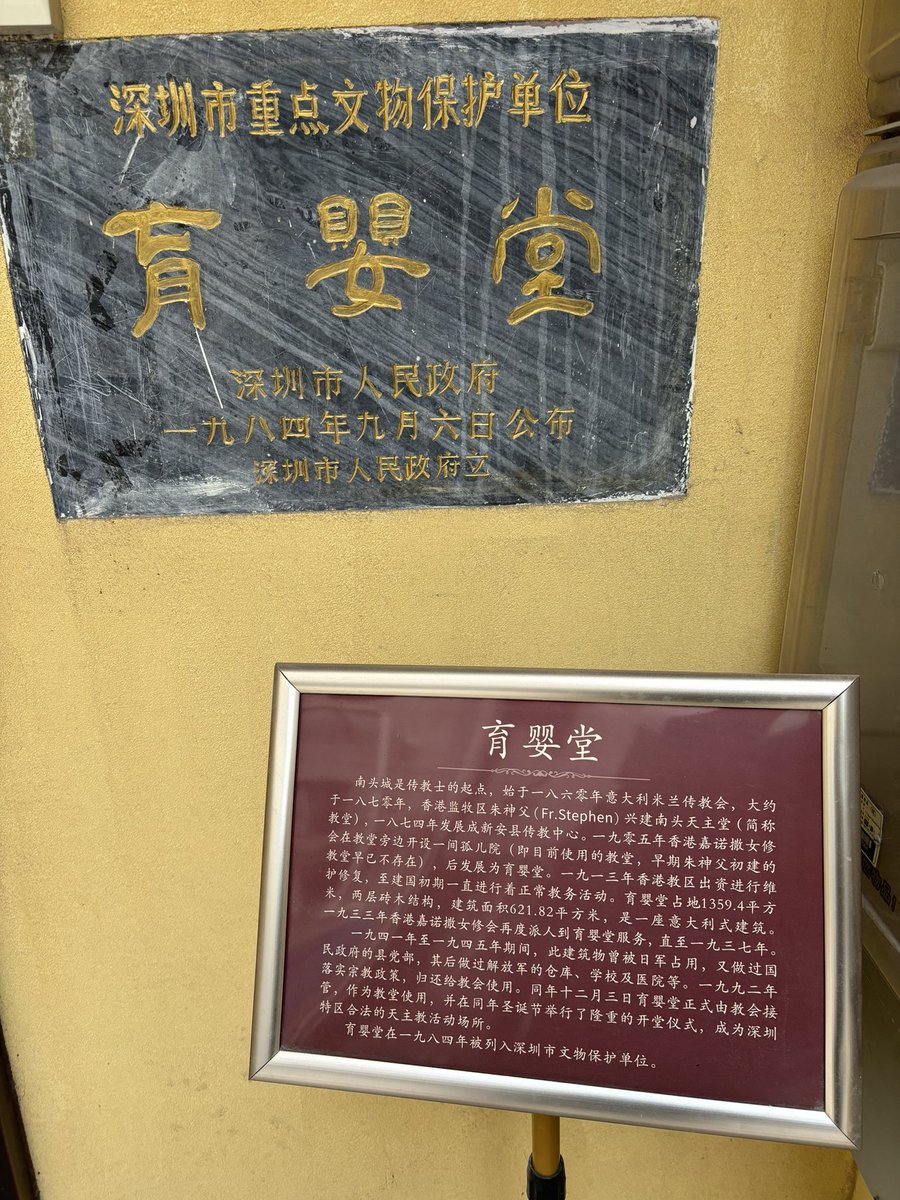 深圳市重点文物保护单位
育嬰堂
深圳市人民政府
一九八四年九月六日公布
深圳市人民政府立
育婴堂
南头城是传教士的起点，始于一八六零年意大利米兰传教会，大约
于一八七零年，香港监牧区朱神父(Fr.Stephen）兴建南头天主堂（简称
教堂），一八七四年发展成新安县传教中心。一九零五年香港嘉诺撒女修
会在教堂旁边开设一间孤儿院（即目前使用的教堂，早期朱神父初建的
教堂早已不存在），后发展为育婴堂。一九一三年香港教区出资进行维
护修复，至建国初期一直进行着正常教务活动。育婴堂占地1359.4平方
米，两层砖木结构，建筑面积621.82平方米，是一座意大利式建筑。
一九三三年香港嘉诺撒女修会再度派人到育婴堂服务，直至一九三七年。
一九四一年至一九四五年期间，此建筑物曾被日军占用，又做过国
民政府的县党部，其后做过解放军的仓库、学校及医院等。一九九二年
落实宗教政策，归还给教会使用。同年十二月三日育婴堂正式由教会接
管，作为教堂使用，并在同年圣诞节举行了隆重的开堂仪式，成为深圳
特区合法的天主教活动场所。
育婴堂在一九八四年被列入深圳市文物保护单位。